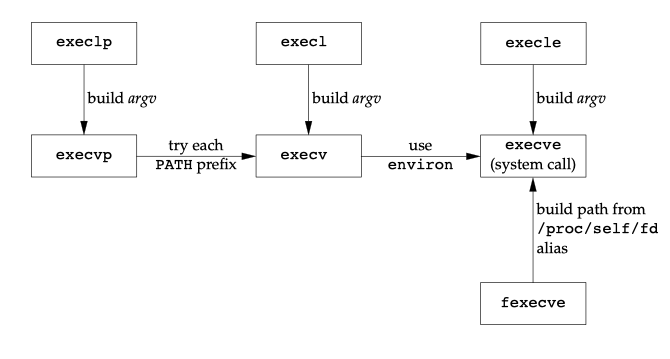 execlp
execl
execle
build argv
build argv
build argv
execvp
try each
PATH prefix
execv
use
environ
execve
(system call)
build path from
/proc/self/fd
alias
fexecve